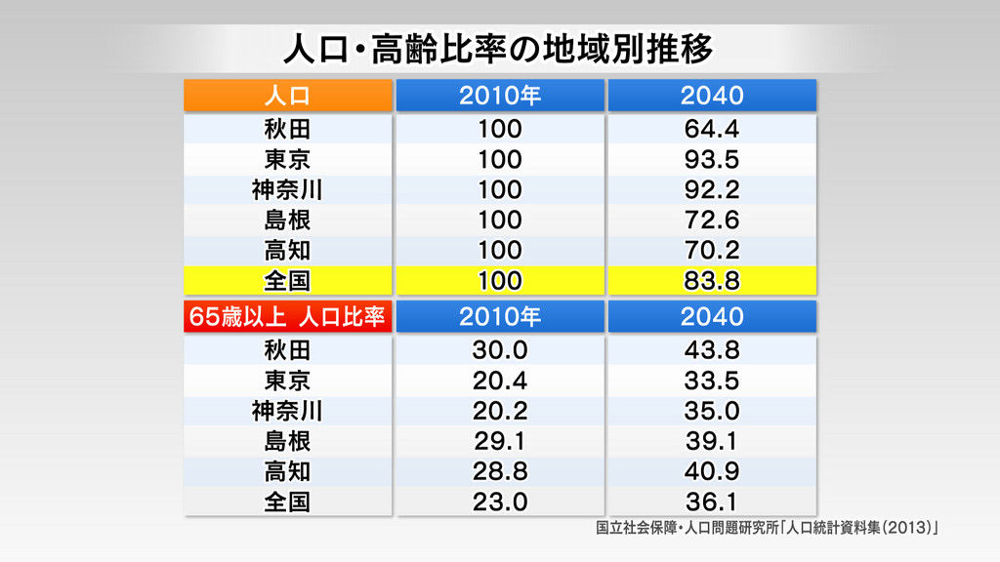 人口・高齢比率の地域別推移
人口 2010年 2040
秋田 100 64.4
東京 100 93.5
神奈川 100 92.2
島根 100 72.6
高知 100 70.2
全国 100 83.8
65歳以上 人口比率 2010年 2040
秋田 30.0 43.8
東京 20.4 33.5
神奈川 20.2 35.0
島根 29.1 39.1
高知 28.8 40.9
全国 23.0 36.1
国立社会保障・人口問題研究所「人口統計資料集(2013)」